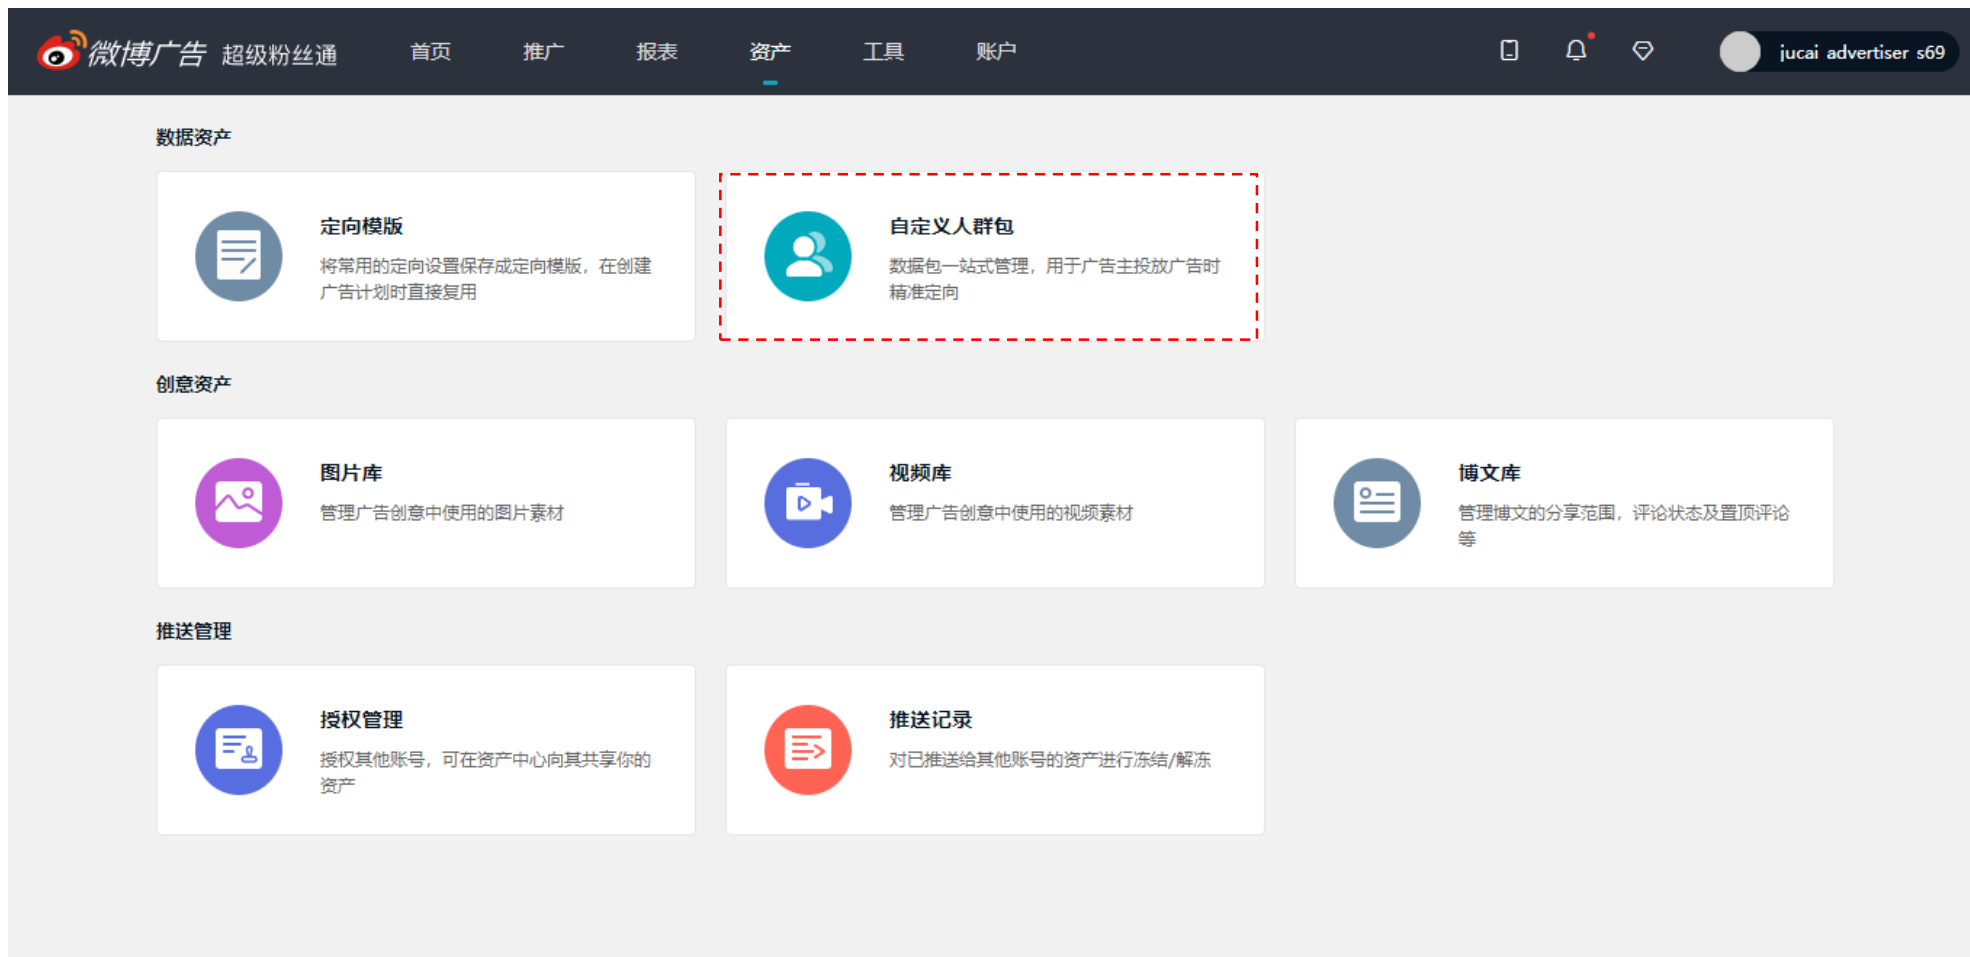 微博广告 超级粉丝通 首页 推广 报表 资产 工具 账户 jucai advertiser s69
数据资产
定向模版
将常用的定向设置保存成定向模版，在创建
广告计划时直接复用
自定义人群包
数据包一站式管理，用于广告主投放广告时
精准定向
创意资产
图片库
管理广告创意中使用的图片素材
视频库
管理广告创意中使用的视频素材
博文库
管理博文的分享范围，评论状态及置顶评论
等
推送管理
授权管理
授权其他账号，可在资产中心向其共享你的
资产
推送记录
对已推送给其他账号的资产进行冻结/解冻